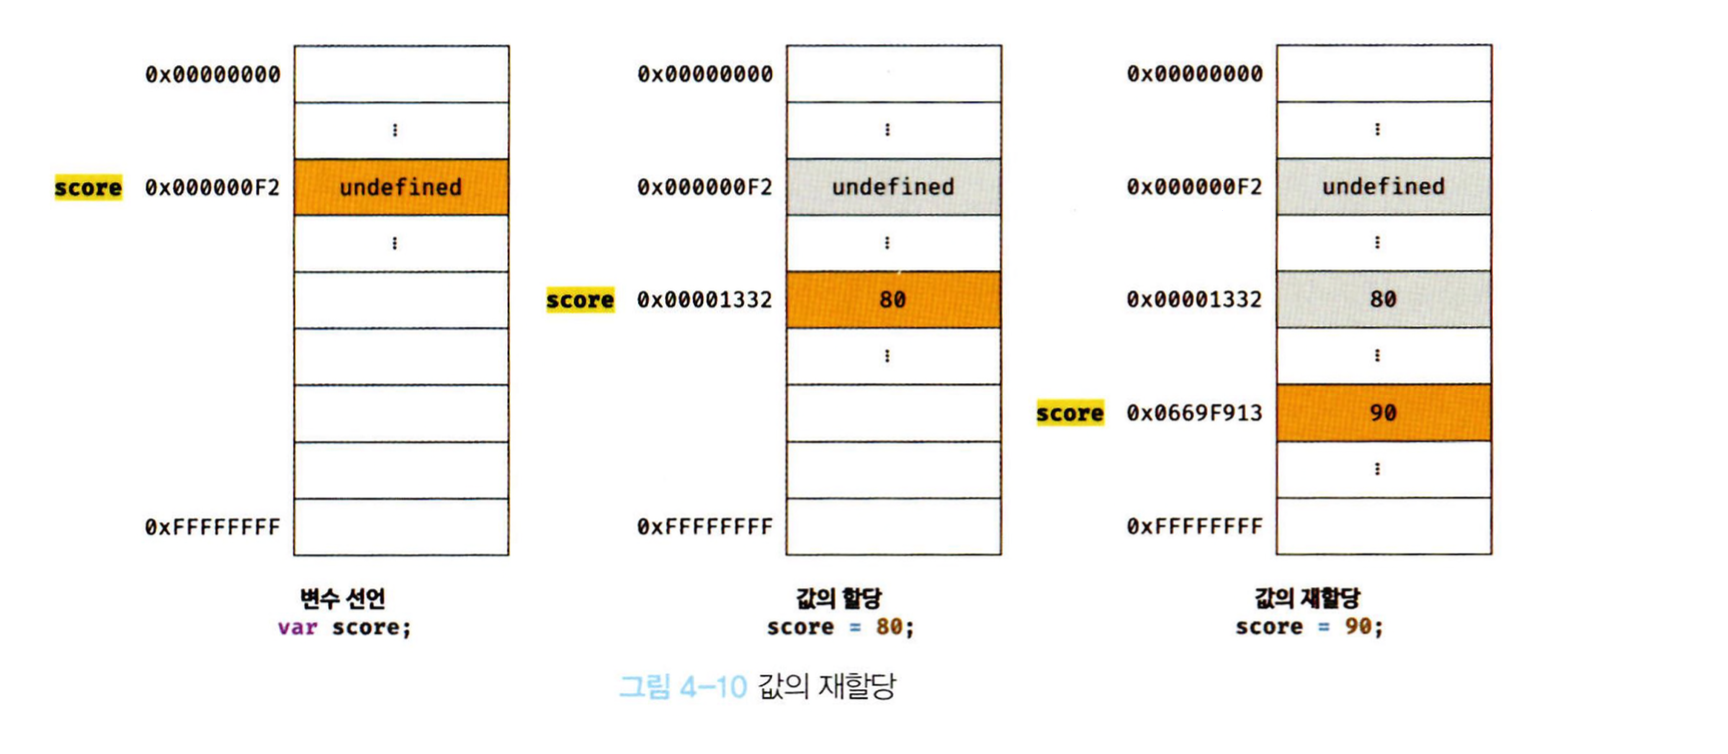 0x00000000
⋮
score 0x000000F2 undefined
⋮
0xFFFFFFFF
변수 선언
var score;
0x00000000
⋮
0x000000F2 undefined
⋮
score 0x00001332 80
⋮
0xFFFFFFFF
값의 할당
score = 80;
0x00000000
⋮
0x000000F2 undefined
⋮
0x00001332 80
⋮
score 0x0669F913 90
⋮
0xFFFFFFFF
값의 재할당
score = 90;
그림 4-10 값의 재할당